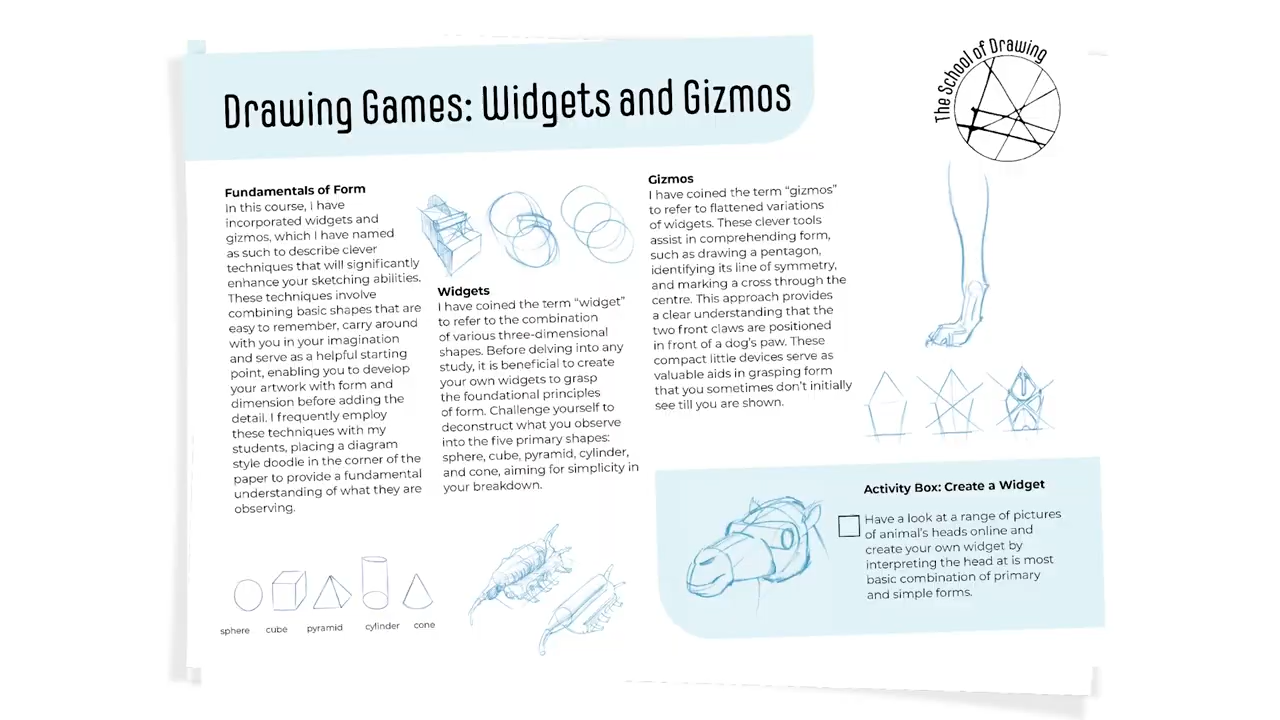 Drawing Games: Widgets and Gizmos
The School of Drawing
Fundamentals of Form
In this course, I have
incorporated widgets and
gizmos, which I have named
as such to describe clever
techniques that will significantly
enhance your sketching abilities.
These techniques involve
combining basic shapes that are
easy to remember, carry around
with you in your imagination
and serve as a helpful starting
point, enabling you to develop
your artwork with form and
dimension before adding the
detail. I frequently employ
these techniques with my
students, placing a diagram
style doodle in the corner of the
paper to provide a fundamental
understanding of what they are
observing.
sphere
cube
pyramid
cylinder
cone
Widgets
I have coined the term “widget”
to refer to the combination
of various three-dimensional
shapes. Before delving into any
study, it is beneficial to create
your own widgets to grasp
the foundational principles
of form. Challenge yourself to
deconstruct what you observe
into the five primary shapes:
sphere, cube, pyramid, cylinder,
and cone, aiming for simplicity in
your breakdown.
Gizmos
I have coined the term “gizmos”
to refer to flattened variations
of widgets. These clever tools
assist in comprehending form,
such as drawing a pentagon,
identifying its line of symmetry,
and marking a cross through the
centre. This approach provides
a clear understanding that the
two front claws are positioned
in front of a dog’s paw. These
compact little devices serve as
valuable aids in grasping form
that you sometimes don’t initially
see till you are shown.
Activity Box: Create a Widget
Have a look at a range of pictures
of animal’s heads online and
create your own widget by
interpreting the head at is most
basic combination of primary
and simple forms.